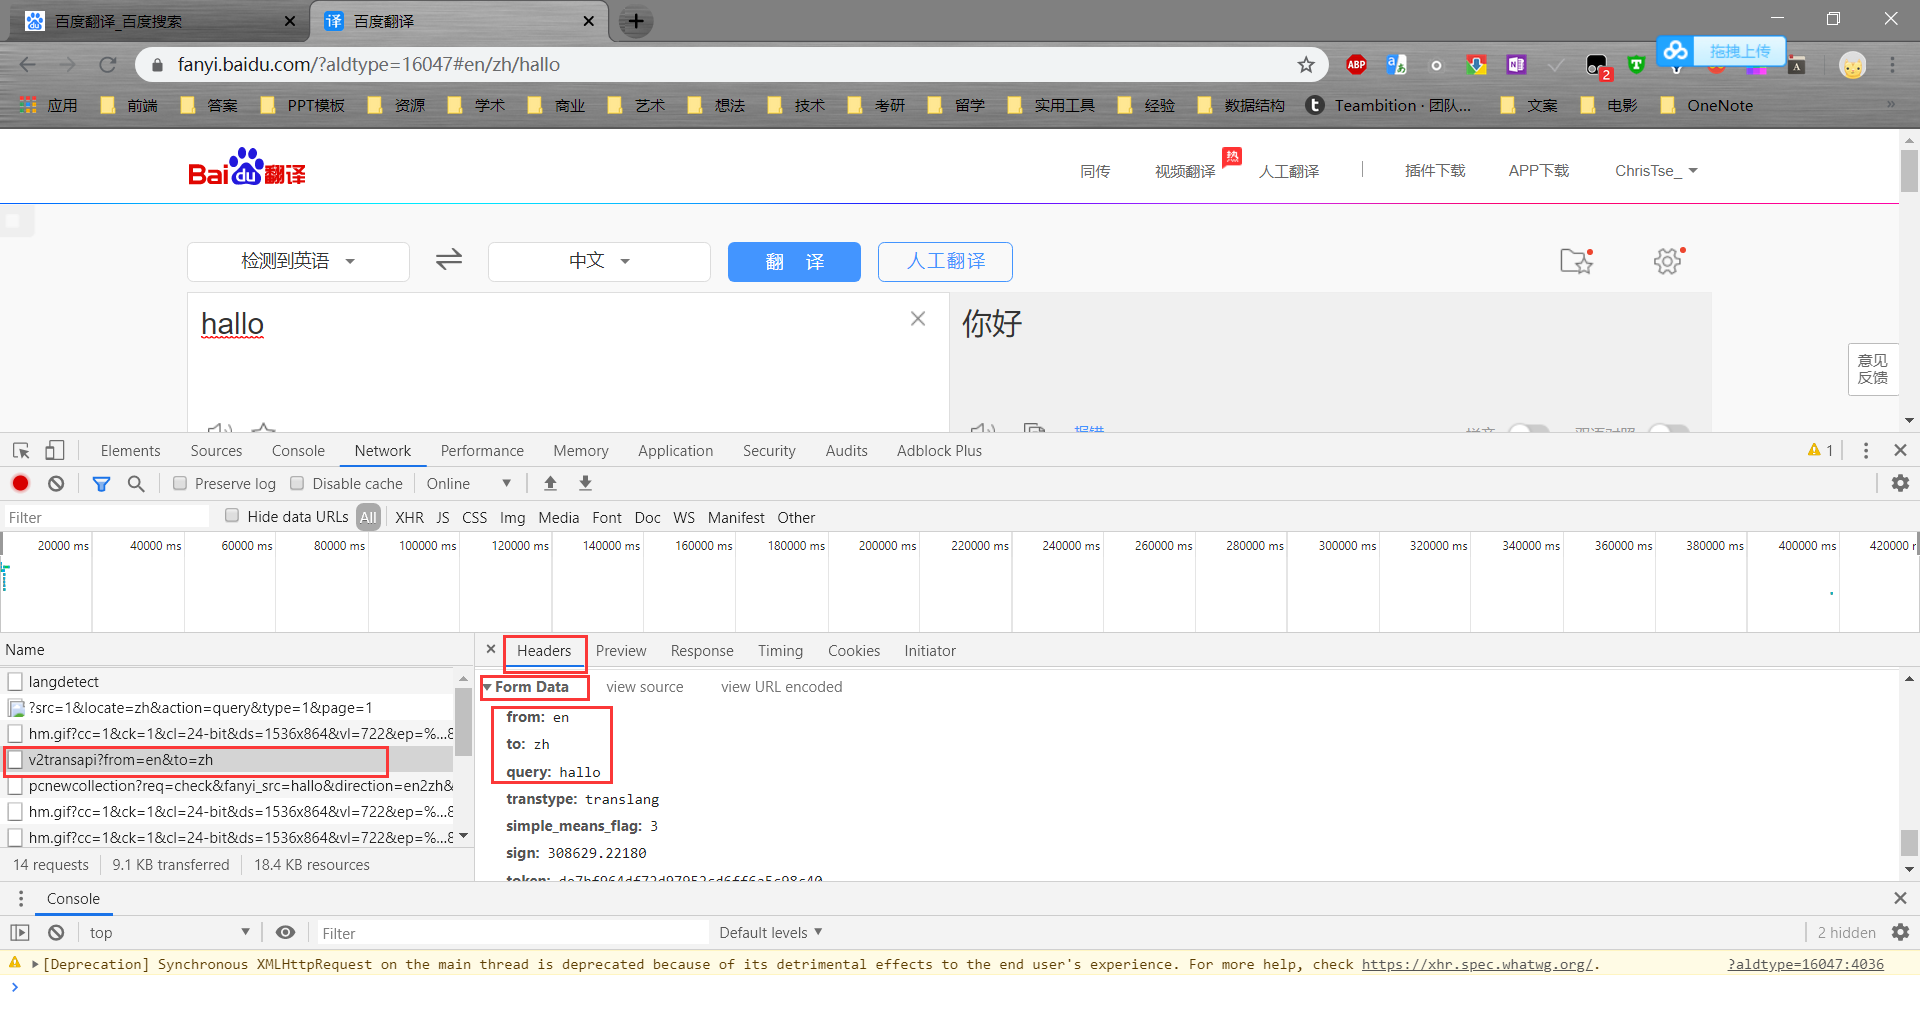 百度翻译_百度搜索
译 百度翻译
fanyi.baidu.com/?aldtype=16047#en/zh/hallo
ABP
2
拖拽上传
应用 前端 答案 PPT模板 资源 学术 商业 艺术 想法 技术 考研 留学 实用工具 经验 数据结构 Teambition · 团队... 文案 电影 OneNote
Baidu翻译
同传 视频翻译 热 人工翻译 插件下载 APP下载 ChrisTse_
检测到英语 中文 翻 译 人工翻译
hallo
你好
意见
反馈
报错
Elements Sources Console Network Performance Memory Application Security Audits Adblock Plus 1
Preserve log Disable cache Online
Filter Hide data URLs All XHR JS CSS Img Media Font Doc WS Manifest Other
20000 ms 40000 ms 60000 ms 80000 ms 100000 ms 120000 ms 140000 ms 160000 ms 180000 ms 200000 ms 220000 ms 240000 ms 260000 ms 280000 ms 300000 ms 320000 ms 340000 ms 360000 ms 380000 ms 400000 ms 420000
Name
Headers Preview Response Timing Cookies Initiator
langdetect
?src=1&locate=zh&action=query&type=1&page=1
hm.gif?cc=1&ck=1&cl=24-bit&ds=1536x864&vl=722&ep=%...8
v2transapi?from=en&to=zh
pcnewcollection?req=check&fanyi_src=hallo&direction=en2zh&
hm.gif?cc=1&ck=1&cl=24-bit&ds=1536x864&vl=722&ep=%...8
hm.gif?cc=1&ck=1&cl=24-bit&ds=1536x864&vl=722&ep=%...8
14 requests 9.1 KB transferred 18.4 KB resources
Form Data view source view URL encoded
from: en
to: zh
query: hallo
transtype: translang
simple_means_flag: 3
sign: 308629.22180
token:
Console
top Filter Default levels 2 hidden
[Deprecation] Synchronous XMLHttpRequest on the main thread is deprecated because of its detrimental effects to the end user's experience. For more help, check https://xhr.spec.whatwg.org/. ?aldtype=16047:4036